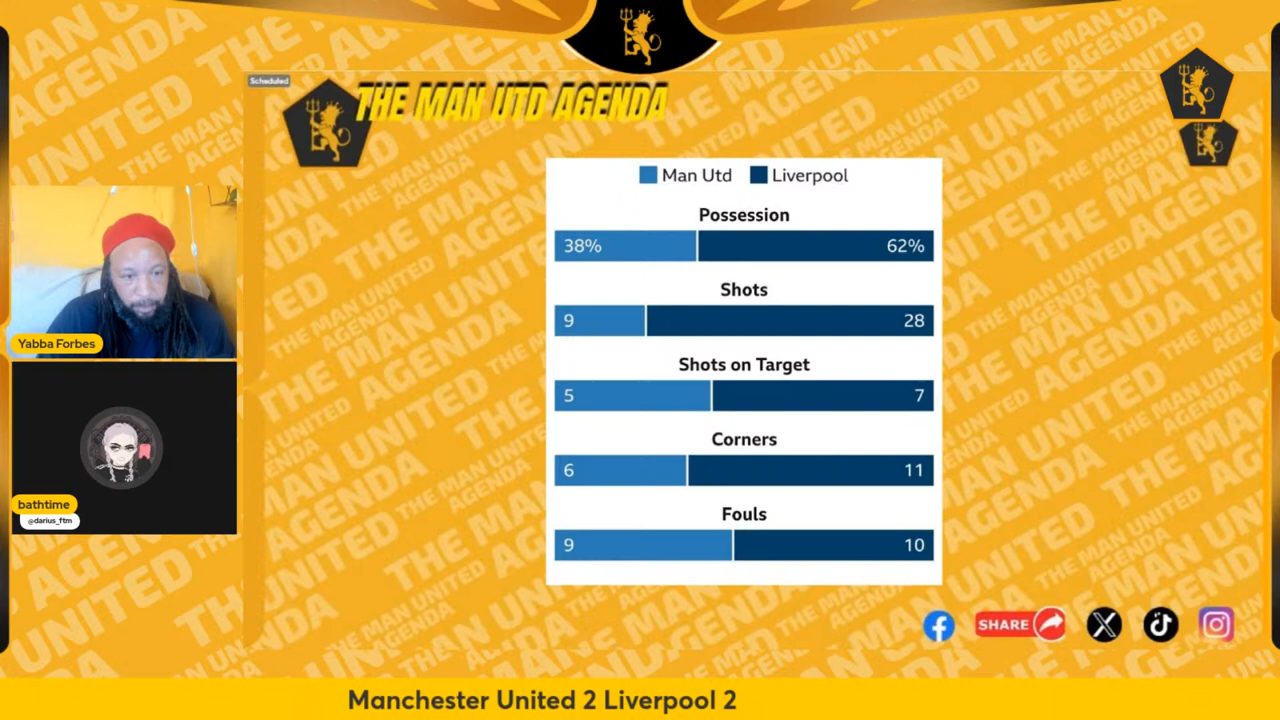 Scheduled
THE MAN UTD AGENDA
Man Utd Liverpool
Possession
38% 62%
Shots
9 28
Shots on Target
5 7
Corners
6 11
Fouls
9 10
Yabba Forbes
bathtime
@darius_ftm
SHARE
Manchester United 2 Liverpool 2